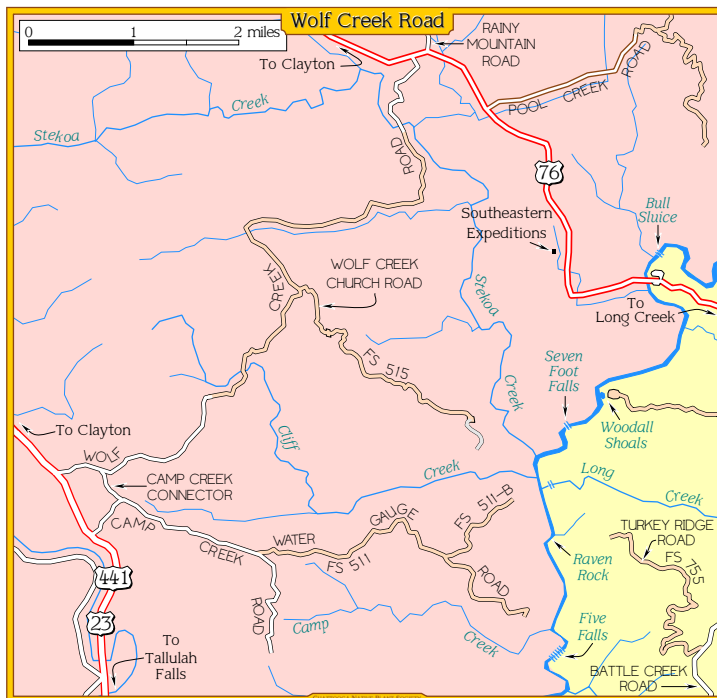 Wolf Creek Road
0 1 2 miles
To Clayton
RAINY
MOUNTAIN
ROAD
POOL CREEK ROAD
Stekoa Creek
ROAD
76
Bull
Sluice
Southeastern
Expeditions
WOLF CREEK
CHURCH ROAD
CREEK
Stekoa
Creek
To
Long Creek
FS 515
Seven
Foot
Falls
To Clayton
Woodall
Shoals
WOLF
Cliff
Creek
CAMP CREEK
CONNECTOR
Long
Creek
CAMP
CREEK
ROAD
WATER
GAUGE
ROAD
FS 511
FS 511-B
TURKEY RIDGE
ROAD
FS 755
Raven
Rock
441
23
Camp
Creek
Five
Falls
To
Tallulah
Falls
BATTLE CREEK
ROAD